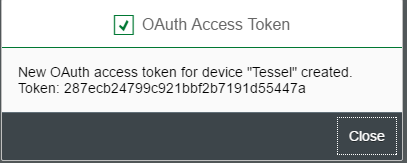 OAuth Access Token
New OAuth access token for device "Tessel" created.
Token: 287ecb24799c921bbf2b7191d55447a
Close